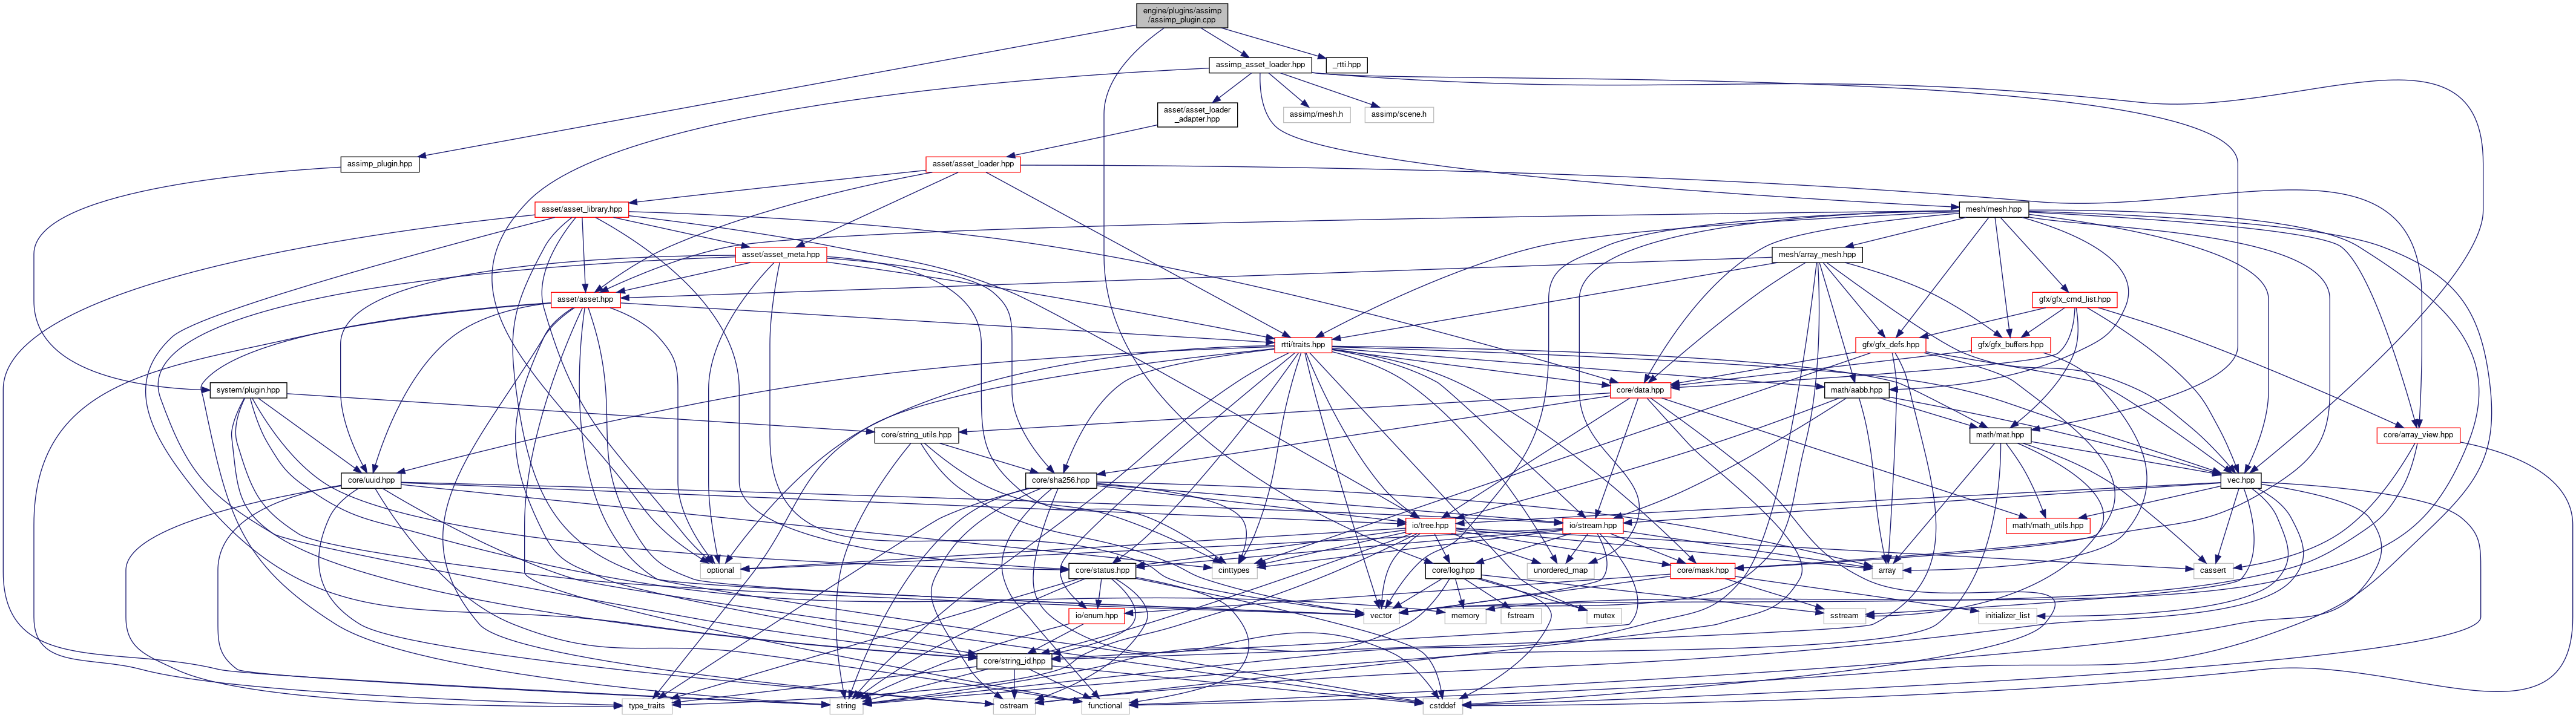 engine/plugins/assimp
/assimp_plugin.cpp
assimp_asset_loader.hpp
_rtti.hpp
asset/asset_loader
_adapter.hpp
assimp/mesh.h
assimp/scene.h
assimp_plugin.hpp
asset/asset_loader.hpp
asset/asset_library.hpp
mesh/mesh.hpp
asset/asset_meta.hpp
mesh/array_mesh.hpp
asset/asset.hpp
gfx/gfx_cmd_list.hpp
rtti/traits.hpp
gfx/gfx_defs.hpp
gfx/gfx_buffers.hpp
system/plugin.hpp
core/data.hpp
math/aabb.hpp
core/string_utils.hpp
math/mat.hpp
core/array_view.hpp
core/uuid.hpp
core/sha256.hpp
vec.hpp
io/tree.hpp
io/stream.hpp
math/math_utils.hpp
optional
core/status.hpp
cinttypes
core/log.hpp
unordered_map
core/mask.hpp
array
cassert
io/enum.hpp
vector
memory
fstream
mutex
sstream
initializer_list
core/string_id.hpp
type_traits
string
ostream
functional
cstddef